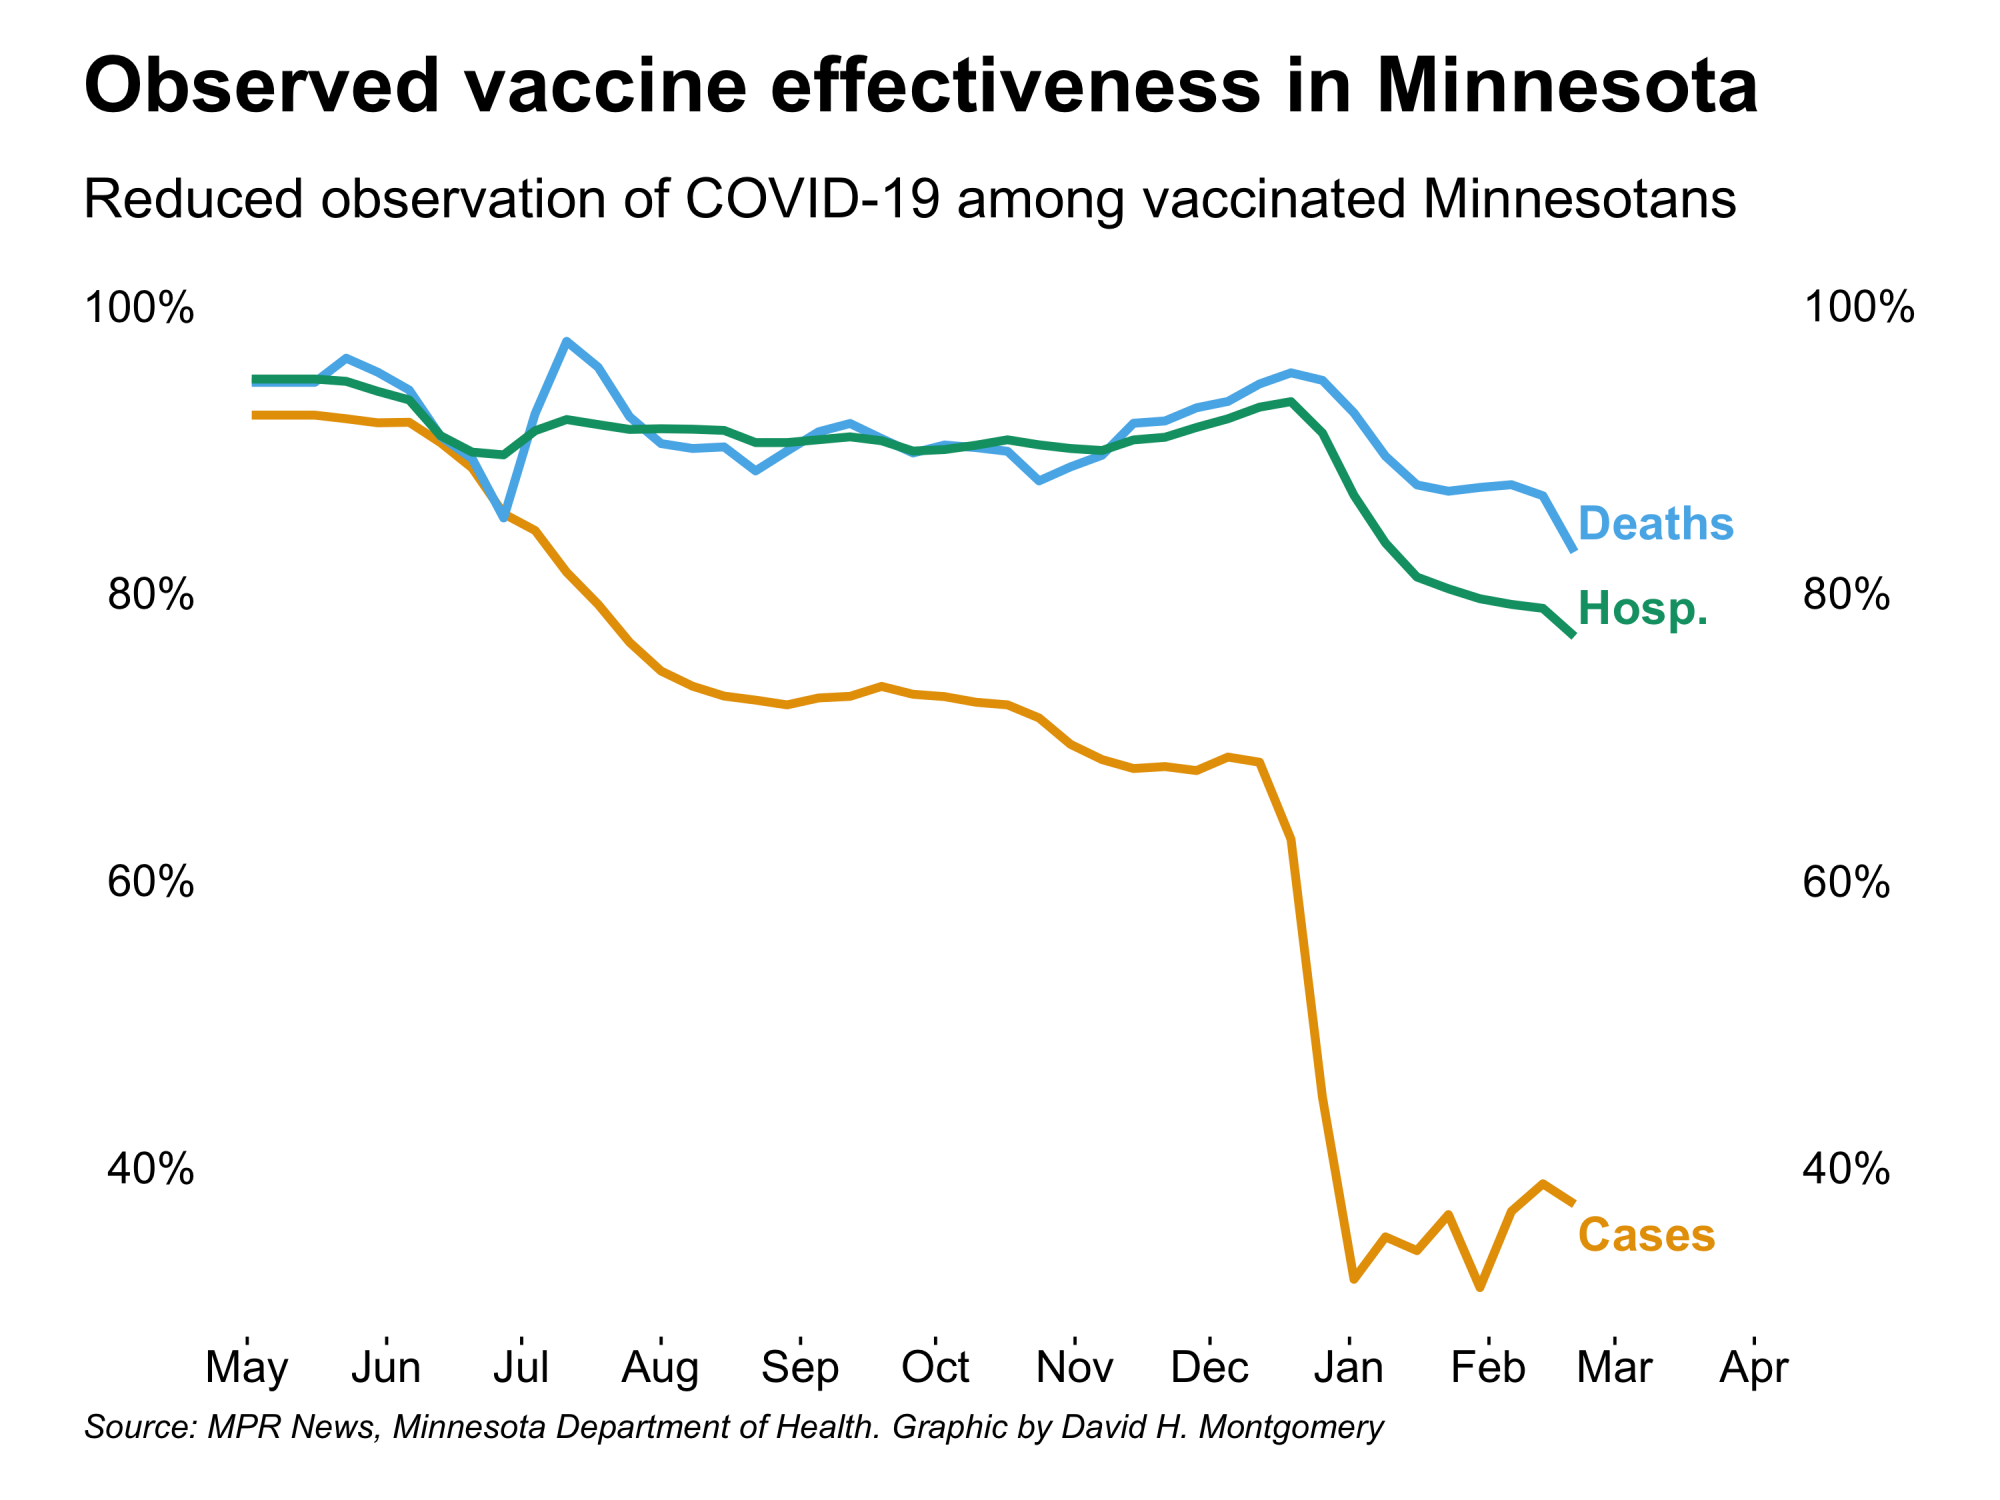 Observed vaccine effectiveness in Minnesota
Reduced observation of COVID-19 among vaccinated Minnesotans
100% 100%
Deaths
80% 80%
Hosp.
60% 60%
40% 40%
Cases
May Jun Jul Aug Sep Oct Nov Dec Jan Feb Mar Apr
Source: MPR News, Minnesota Department of Health. Graphic by David H. Montgomery